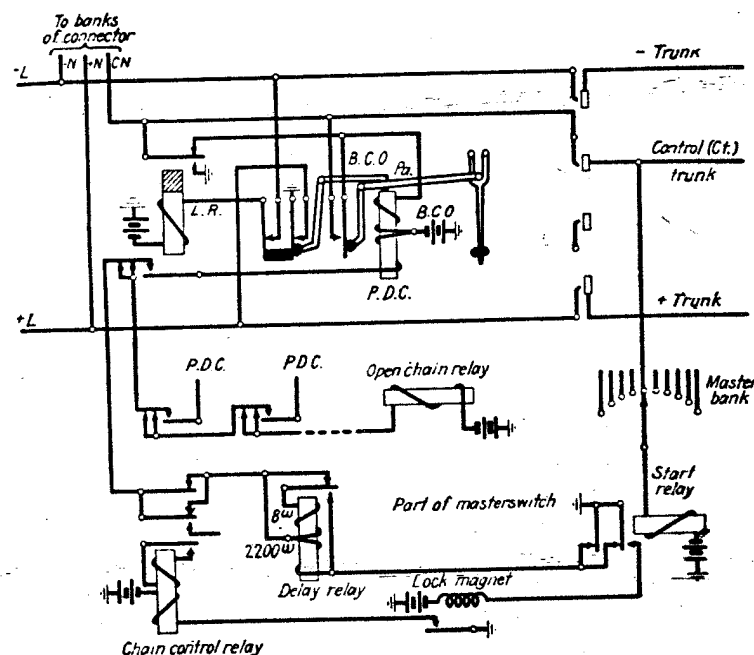 To banks
of connector
-N +N CN
-L
- Trunk
B.C.O
Pa.
Control (Ct.)
trunk
L.R.
B.C.O
P.D.C.
+L
+ Trunk
P.D.C.
P.D.C.
Open chain relay
Master
bank
Start
relay
Part of masterswitch
8ω
2200ω
Delay relay
Lock magnet
Chain control relay